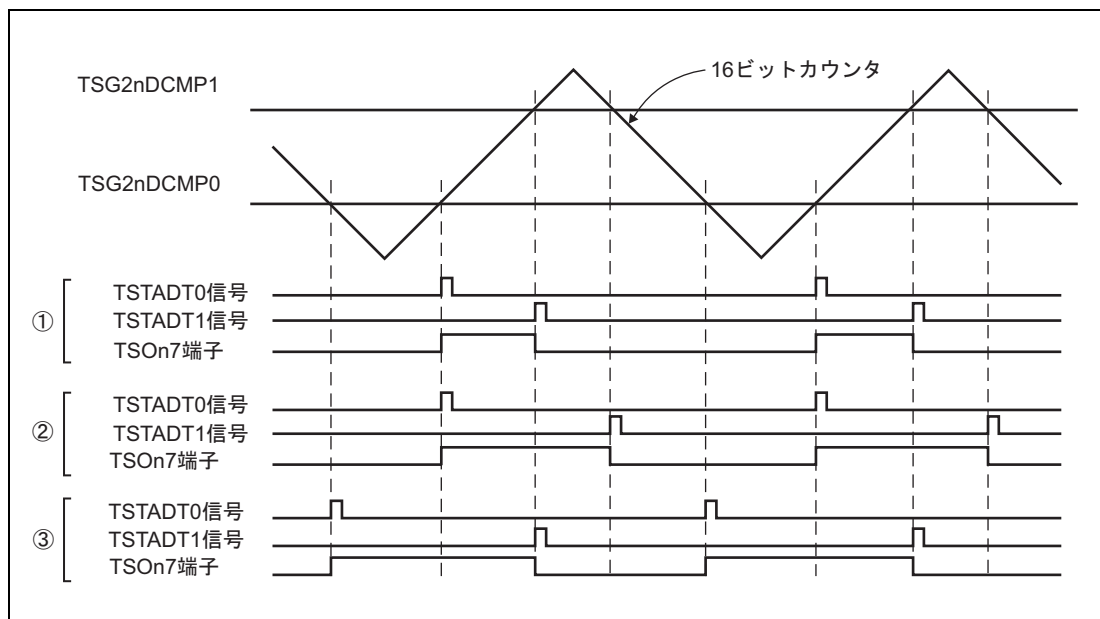 16ビットカウンタ
TSG2nDCMP1
TSG2nDCMP0
①
TSTADT0信号
TSTADT1信号
TSOn7端子
②
TSTADT0信号
TSTADT1信号
TSOn7端子
③
TSTADT0信号
TSTADT1信号
TSOn7端子